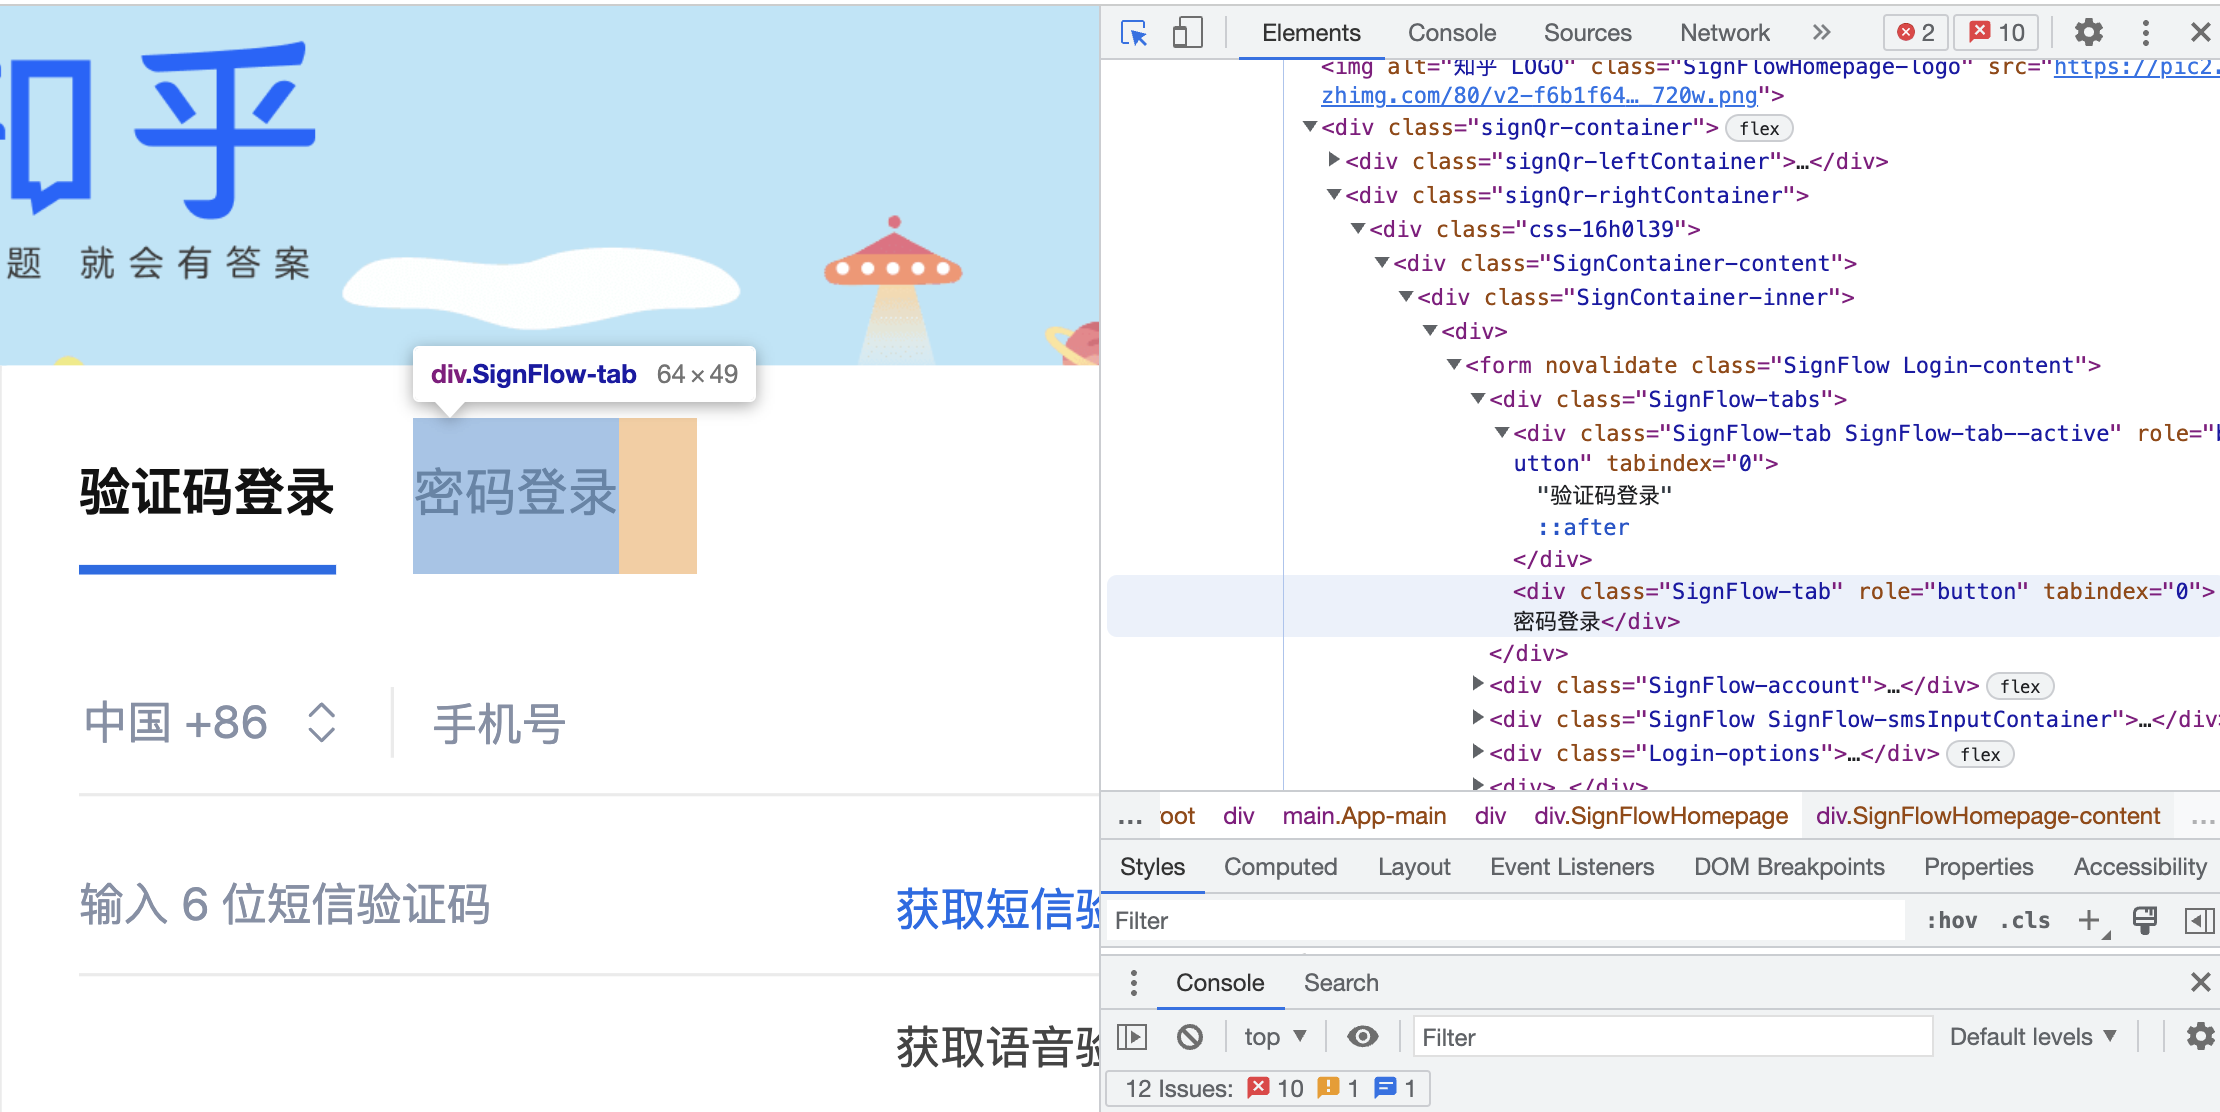 知乎
题 就会有答案
div.SignFlow-tab 64×49
验证码登录 密码登录
中国 +86 手机号
输入 6 位短信验证码 获取短信验
获取语音验
Elements Console Sources Network » 2 10
<img alt="知乎 LOGO" class="SignFlowHomepage-logo" src="https://pic2.
zhimg.com/80/v2-f6b1f64…_720w.png">
<div class="signQr-container"> flex
<div class="signQr-leftContainer">…</div>
<div class="signQr-rightContainer">
<div class="css-16h0l39">
<div class="SignContainer-content">
<div class="SignContainer-inner">
<div>
<form novalidate class="SignFlow Login-content">
<div class="SignFlow-tabs">
<div class="SignFlow-tab SignFlow-tab--active" role="b
utton" tabindex="0">
"验证码登录"
::after
</div>
<div class="SignFlow-tab" role="button" tabindex="0">
密码登录</div>
</div>
<div class="SignFlow-account">…</div> flex
<div class="SignFlow SignFlow-smsInputContainer">…</div>
<div class="Login-options">…</div> flex
<div> </div>
… root div main.App-main div div.SignFlowHomepage div.SignFlowHomepage-content …
Styles Computed Layout Event Listeners DOM Breakpoints Properties Accessibility
Filter :hov .cls +
Console Search
top Filter Default levels
12 Issues: 10 1 1